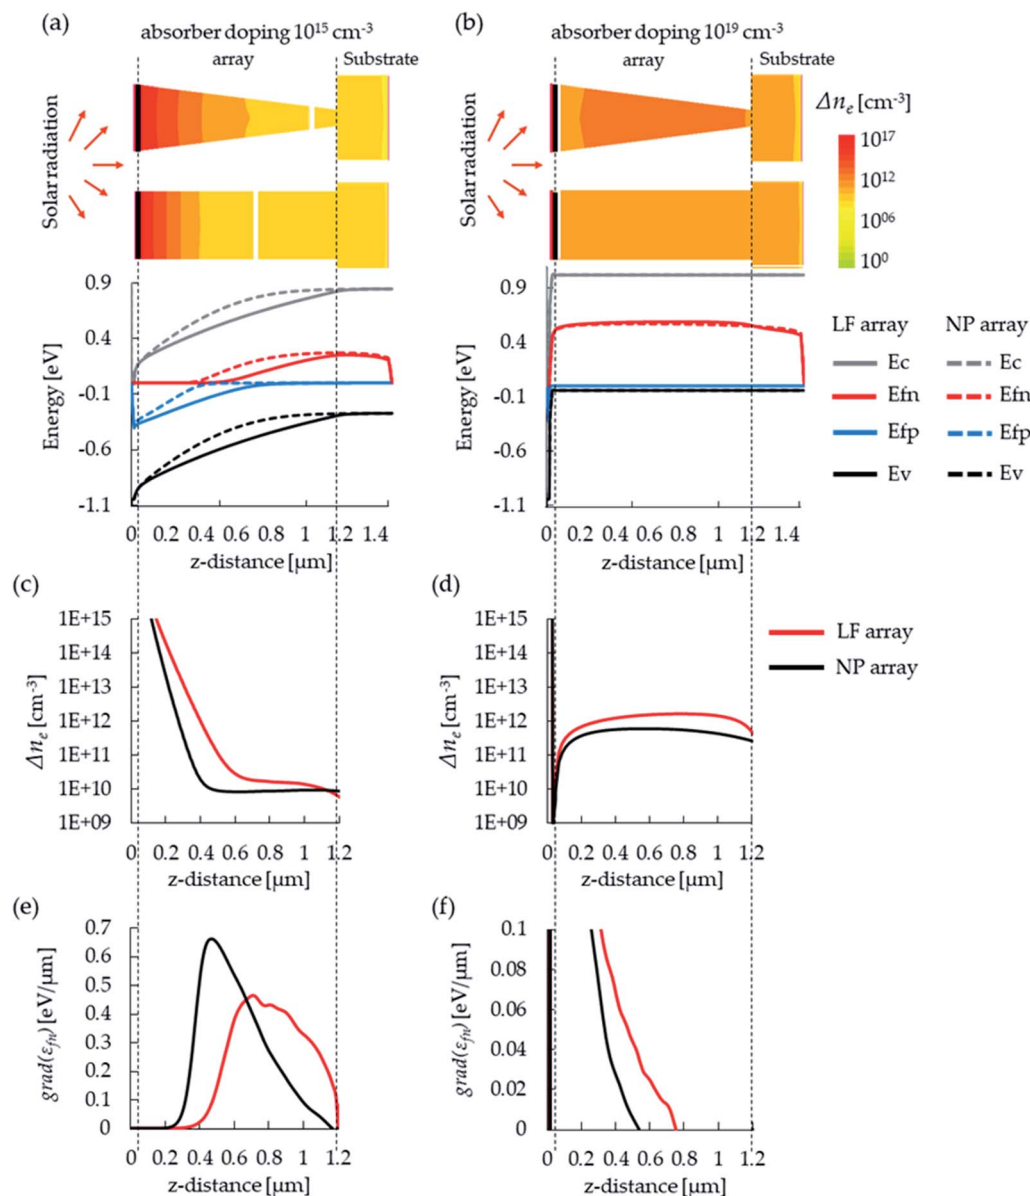 (a)
absorber doping 10¹⁵ cm⁻³
array
Substrate
Solar radiation
(b)
absorber doping 10¹⁹ cm⁻³
array
Substrate
Solar radiation
Δnₑ [cm⁻³]
10¹⁷
10¹²
10⁰⁶
10⁰
0.9
0.4
-0.1
-0.6
-1.1
Energy [eV]
0 0.2 0.4 0.6 0.8 1 1.2 1.4
z-distance [µm]
0.9
0.4
-0.1
-0.6
-1.1
Energy [eV]
0 0.2 0.4 0.6 0.8 1 1.2 1.4
z-distance [µm]
LF array NP array
Ec Ec
Efn Efn
Efp Efp
Ev Ev
(c)
1E+15
1E+14
1E+13
1E+12
1E+11
1E+10
1E+09
Δnₑ [cm⁻³]
0 0.2 0.4 0.6 0.8 1 1.2
z-distance [µm]
(d)
1E+15
1E+14
1E+13
1E+12
1E+11
1E+10
1E+09
Δnₑ [cm⁻³]
0 0.2 0.4 0.6 0.8 1 1.2
z-distance [µm]
LF array
NP array
(e)
0.7
0.6
0.5
0.4
0.3
0.2
0.1
0
grad(εfn) [eV/µm]
0 0.2 0.4 0.6 0.8 1 1.2
z-distance [µm]
(f)
0.1
0.08
0.06
0.04
0.02
0
grad(εfn) [eV/µm]
0 0.2 0.4 0.6 0.8 1 1.2
z-distance [µm]